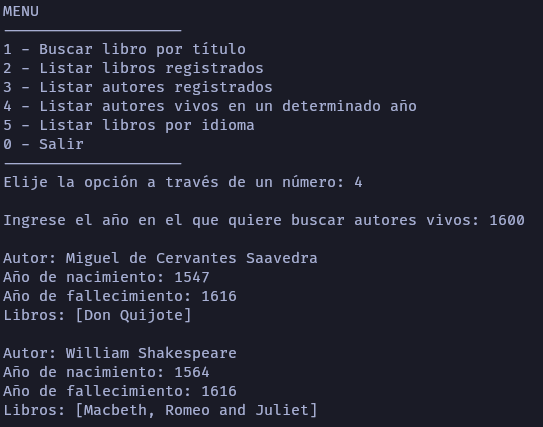 MENU
--------------------
1 - Buscar libro por título
2 - Listar libros registrados
3 - Listar autores registrados
4 - Listar autores vivos en un determinado año
5 - Listar libros por idioma
0 - Salir
--------------------
Elije la opción a través de un número: 4
Ingrese el año en el que quiere buscar autores vivos: 1600
Autor: Miguel de Cervantes Saavedra
Año de nacimiento: 1547
Año de fallecimiento: 1616
Libros: [Don Quijote]
Autor: William Shakespeare
Año de nacimiento: 1564
Año de fallecimiento: 1616
Libros: [Macbeth, Romeo and Juliet]